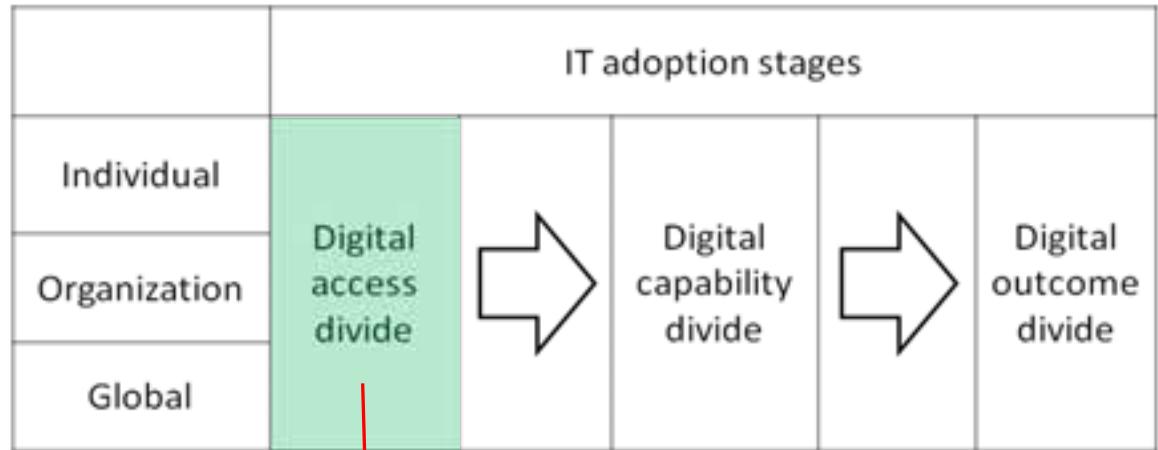 IT adoption stages
Individual
Organization
Global
Digital
access
divide
Digital
capability
divide
Digital
outcome
divide